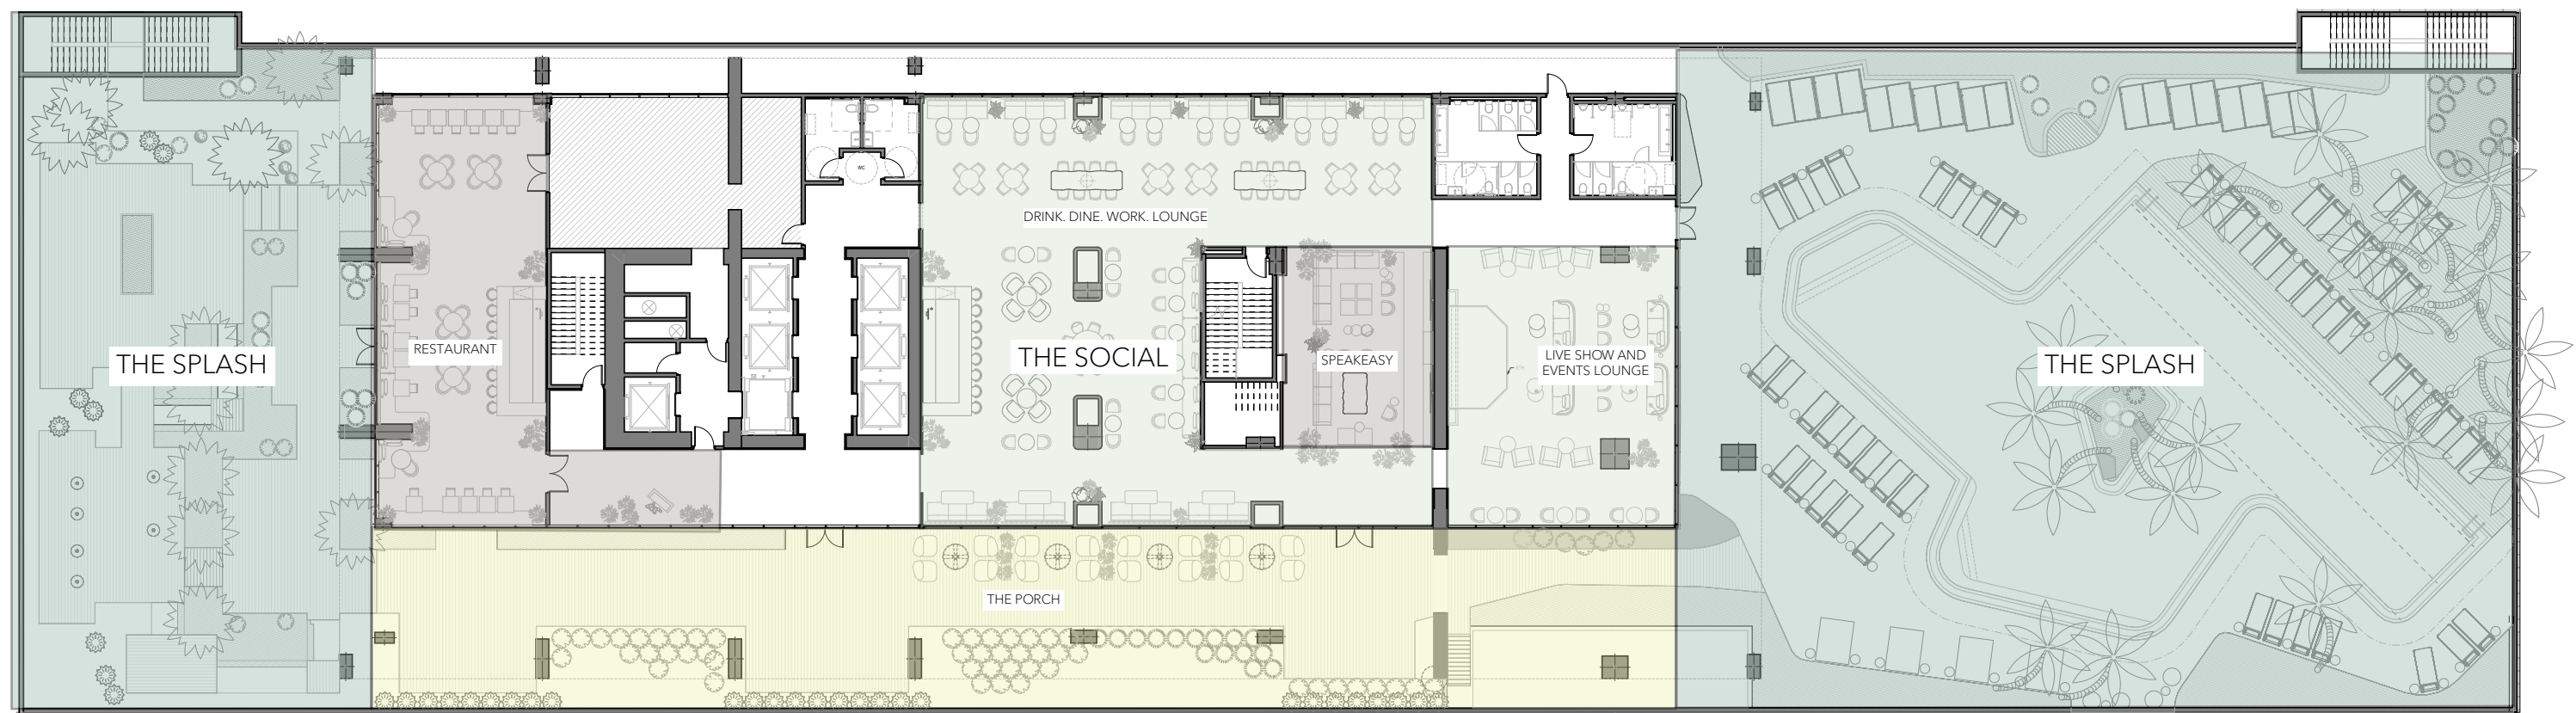 DRINK. DINE. WORK. LOUNGE
WC
THE SPLASH
RESTAURANT
THE SOCIAL
SPEAKEASY
LIVE SHOW AND
EVENTS LOUNGE
THE SPLASH
THE PORCH